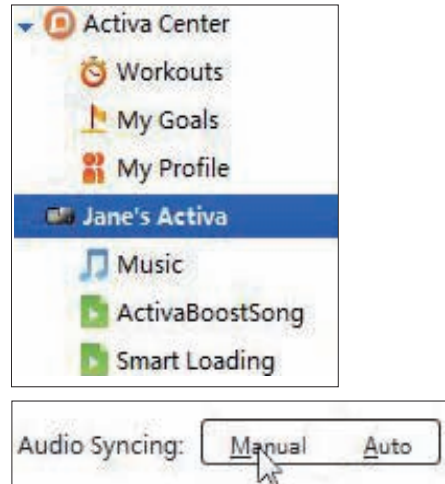 Activa Center
Workouts
My Goals
My Profile
Jane's Activa
Music
ActivaBoostSong
Smart Loading
Audio Syncing: Manual Auto